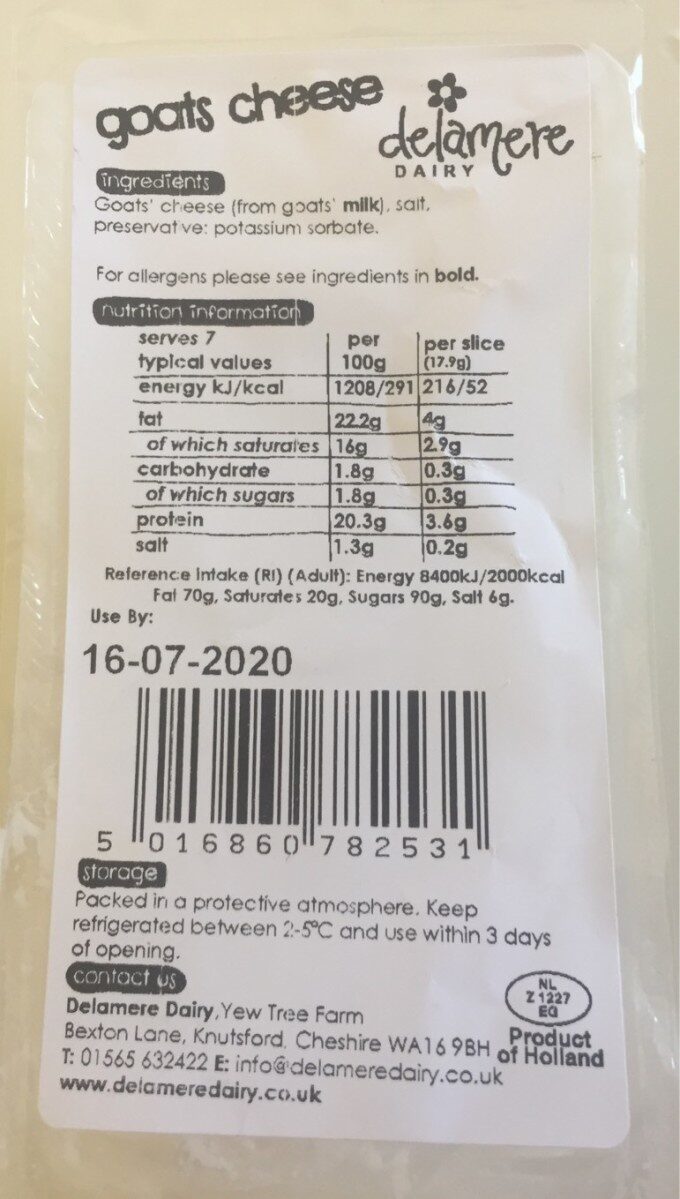 goats cheese
delamere
DAIRY
ingredients
Goats' cheese (from goats' milk), salt,
preservative: potassium sorbate.
For allergens please see ingredients in bold.
nutrition information
serves 7 per per slice
typical values 100g (17.9g)
energy kJ/kcal 1208/291 216/52
fat 22.2g 4g
of which saturates 16g 2.9g
carbohydrate 1.8g 0.3g
of which sugars 1.8g 0.3g
protein 20.3g 3.6g
salt 1.3g 0.2g
Reference Intake (RI) (Adult): Energy 8400kJ/2000kcal
Fat 70g, Saturates 20g, Sugars 90g, Salt 6g.
Use By:
16-07-2020
5 016860 782531
storage
Packed in a protective atmosphere. Keep
refrigerated between 2-5°C and use within 3 days
of opening.
contact us
Delamere Dairy, Yew Tree Farm
Bexton Lane, Knutsford, Cheshire WA16 9BH
T: 01565 632422 E: info@delameredairy.co.uk
www.delameredairy.co.uk
NL
Z 1227
EG
Product
of Holland